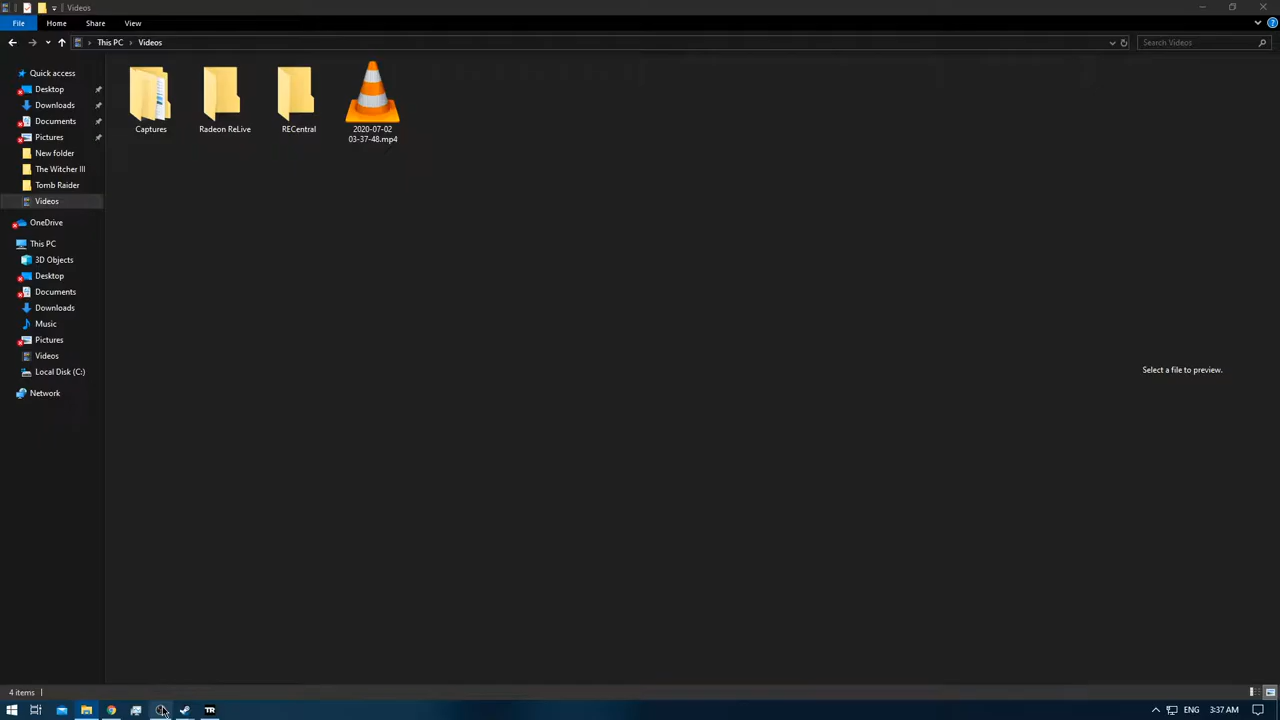 Videos
File
Home
Share
View
This PC
Videos
Search Videos
Quick access
Desktop
Downloads
Documents
Pictures
New folder
The Witcher III
Tomb Raider
Videos
OneDrive
This PC
3D Objects
Desktop
Documents
Downloads
Music
Pictures
Videos
Local Disk (C:)
Network
Captures
Radeon ReLive
RECentral
2020-07-02
03-37-48.mp4
Select a file to preview.
4 items
TR
ENG
3:37 AM